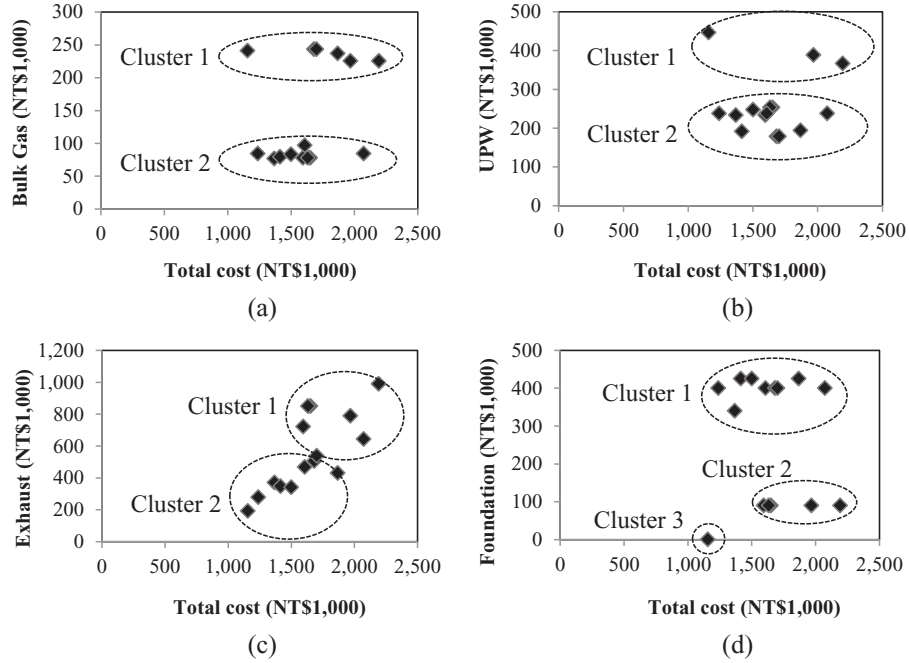 300
250
200
150
100
50
0
Bulk Gas (NT$1,000)
Cluster 1
Cluster 2
0 500 1,000 1,500 2,000 2,500
Total cost (NT$1,000)
(a)
500
400
300
200
100
0
UPW (NT$1,000)
Cluster 1
Cluster 2
0 500 1,000 1,500 2,000 2,500
Total cost (NT$1,000)
(b)
1,200
1,000
800
600
400
200
0
Exhaust (NT$1,000)
Cluster 1
Cluster 2
0 500 1,000 1,500 2,000 2,500
Total cost (NT$1,000)
(c)
500
400
300
200
100
0
Foundation (NT$1,000)
Cluster 1
Cluster 2
Cluster 3
0 500 1,000 1,500 2,000 2,500
Total cost (NT$1,000)
(d)